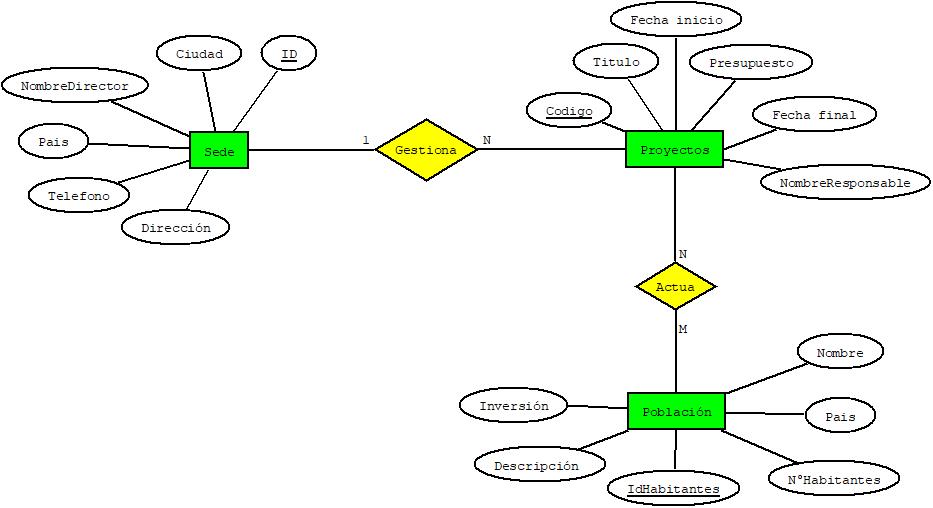 Fecha inicio
Ciudad
ID
Titulo
Presupuesto
NombreDirector
Codigo
Fecha final
Pais
1
N
Sede
Gestiona
Proyectos
NombreResponsable
Telefono
Dirección
N
Actua
M
Nombre
Inversión
Población
Pais
Descripción
IdHabitantes
NºHabitantes